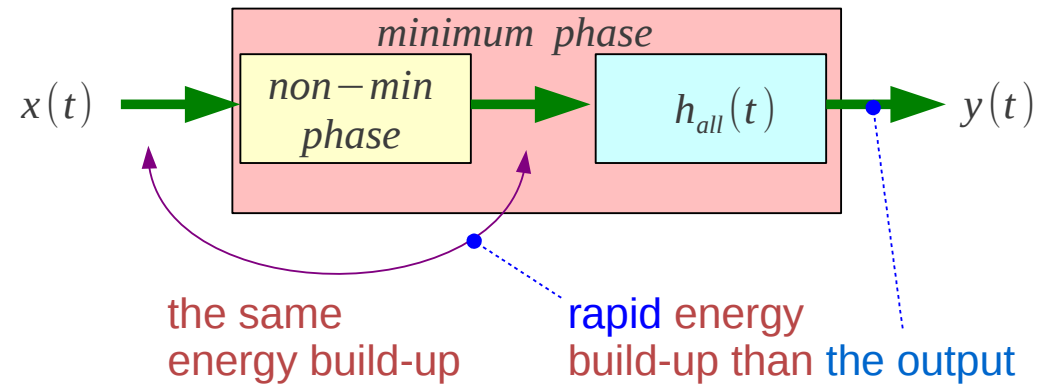 minimum phase
x(t)
non−min
phase
h_all(t)
y(t)
the same
energy build-up
rapid energy
build-up than the output